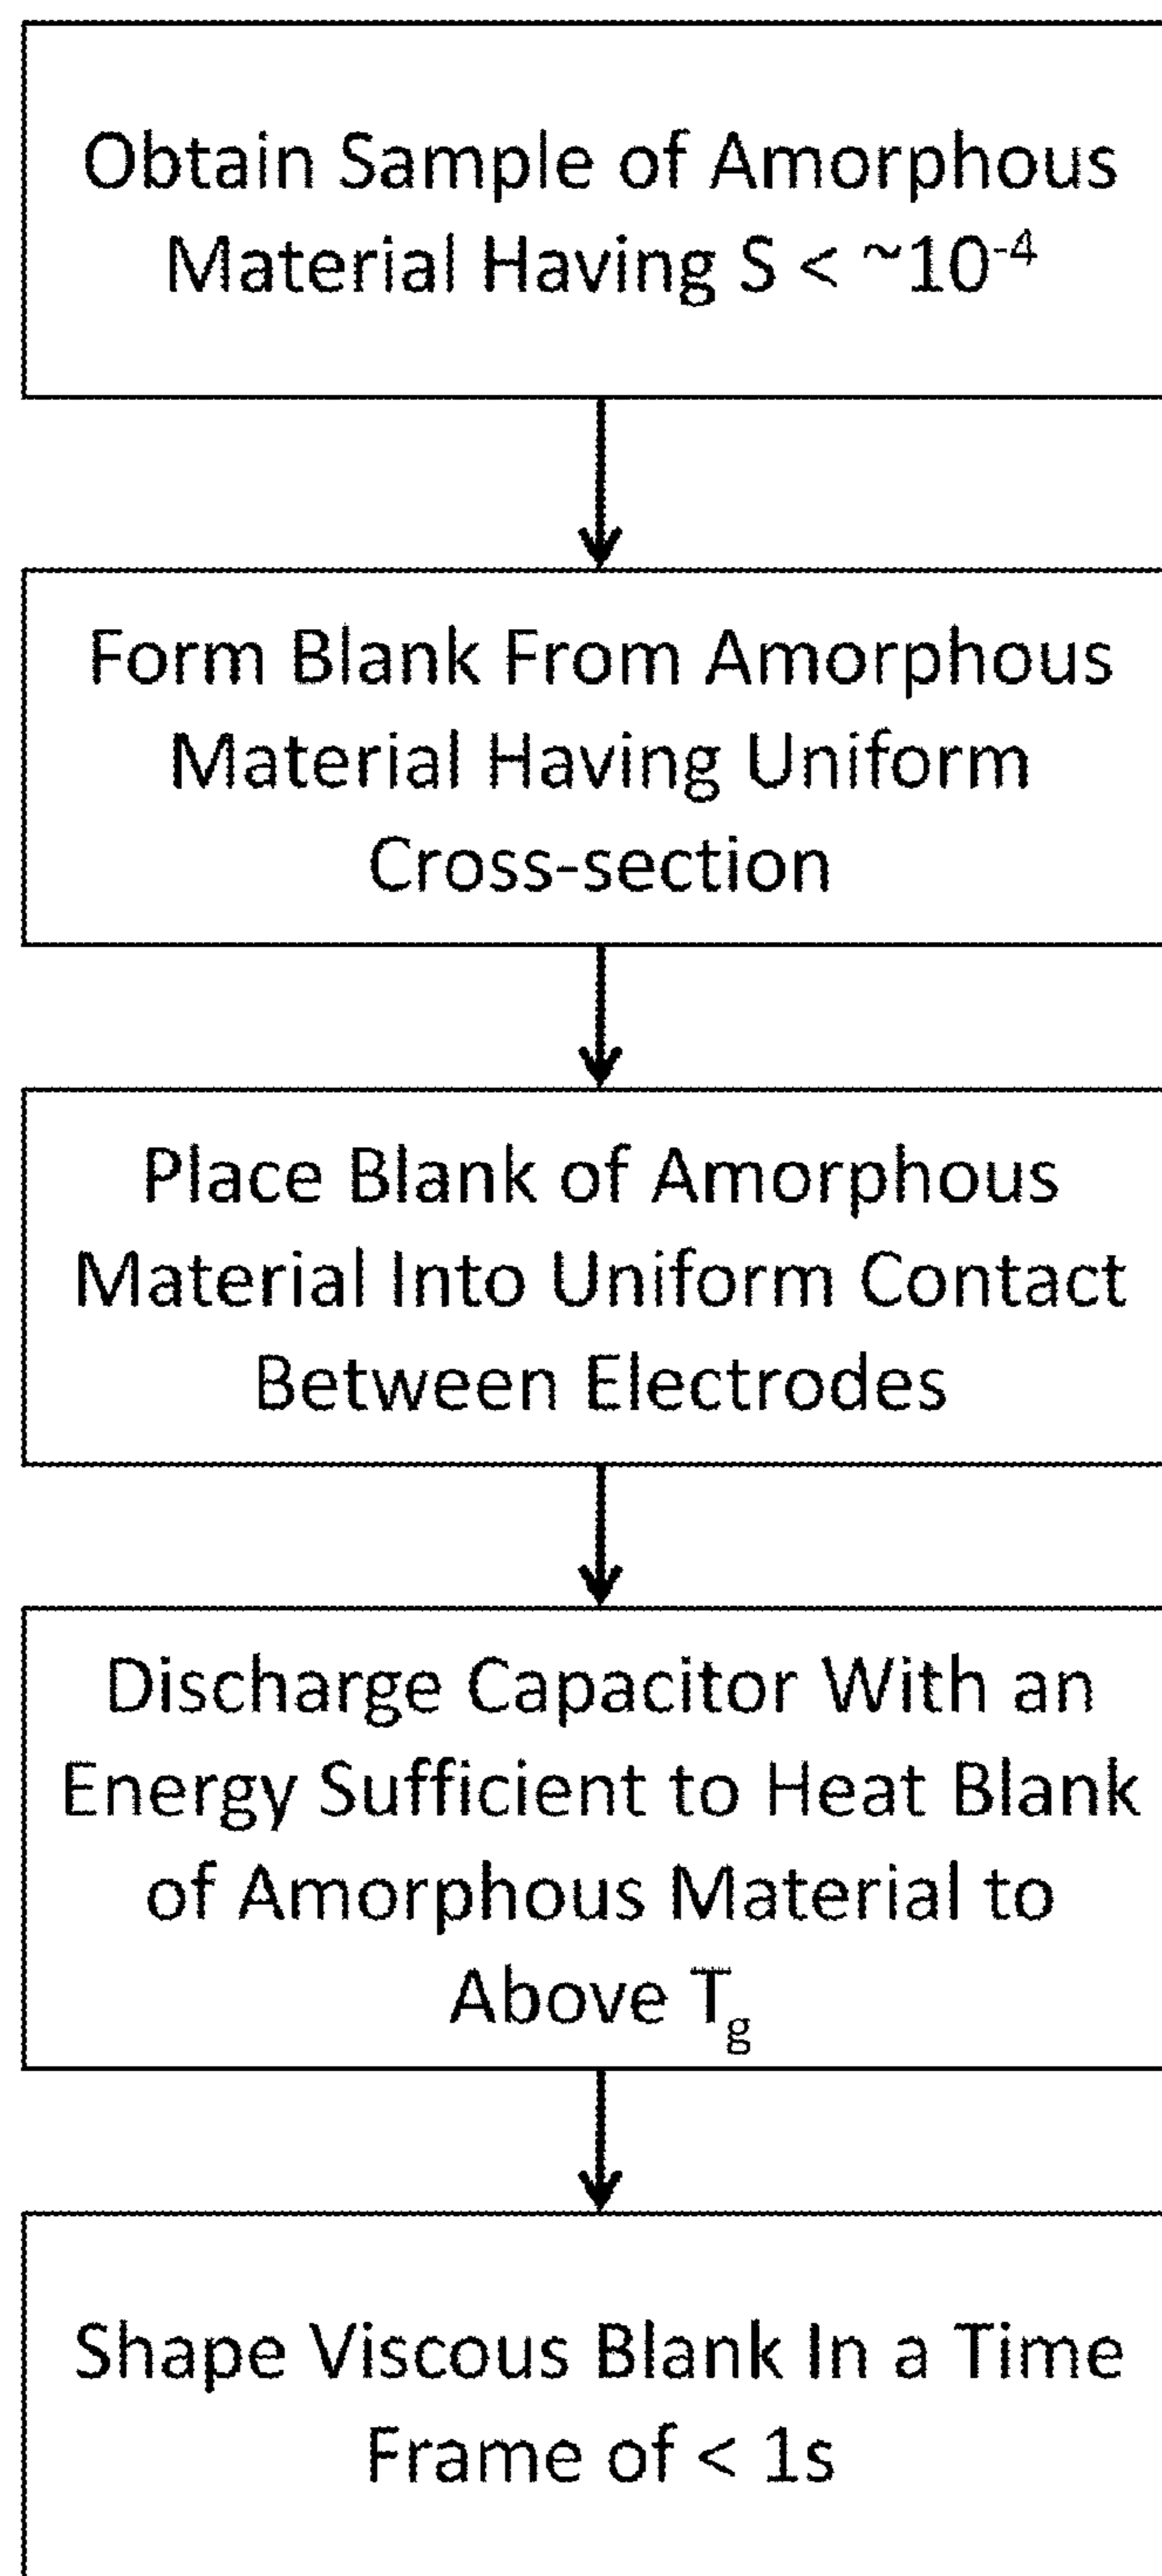 Obtain Sample of Amorphous
Material Having S < ~10⁻⁴
Form Blank From Amorphous
Material Having Uniform
Cross-section
Place Blank of Amorphous
Material Into Uniform Contact
Between Electrodes
Discharge Capacitor With an
Energy Sufficient to Heat Blank
of Amorphous Material to
Above Tg
Shape Viscous Blank In a Time
Frame of < 1s